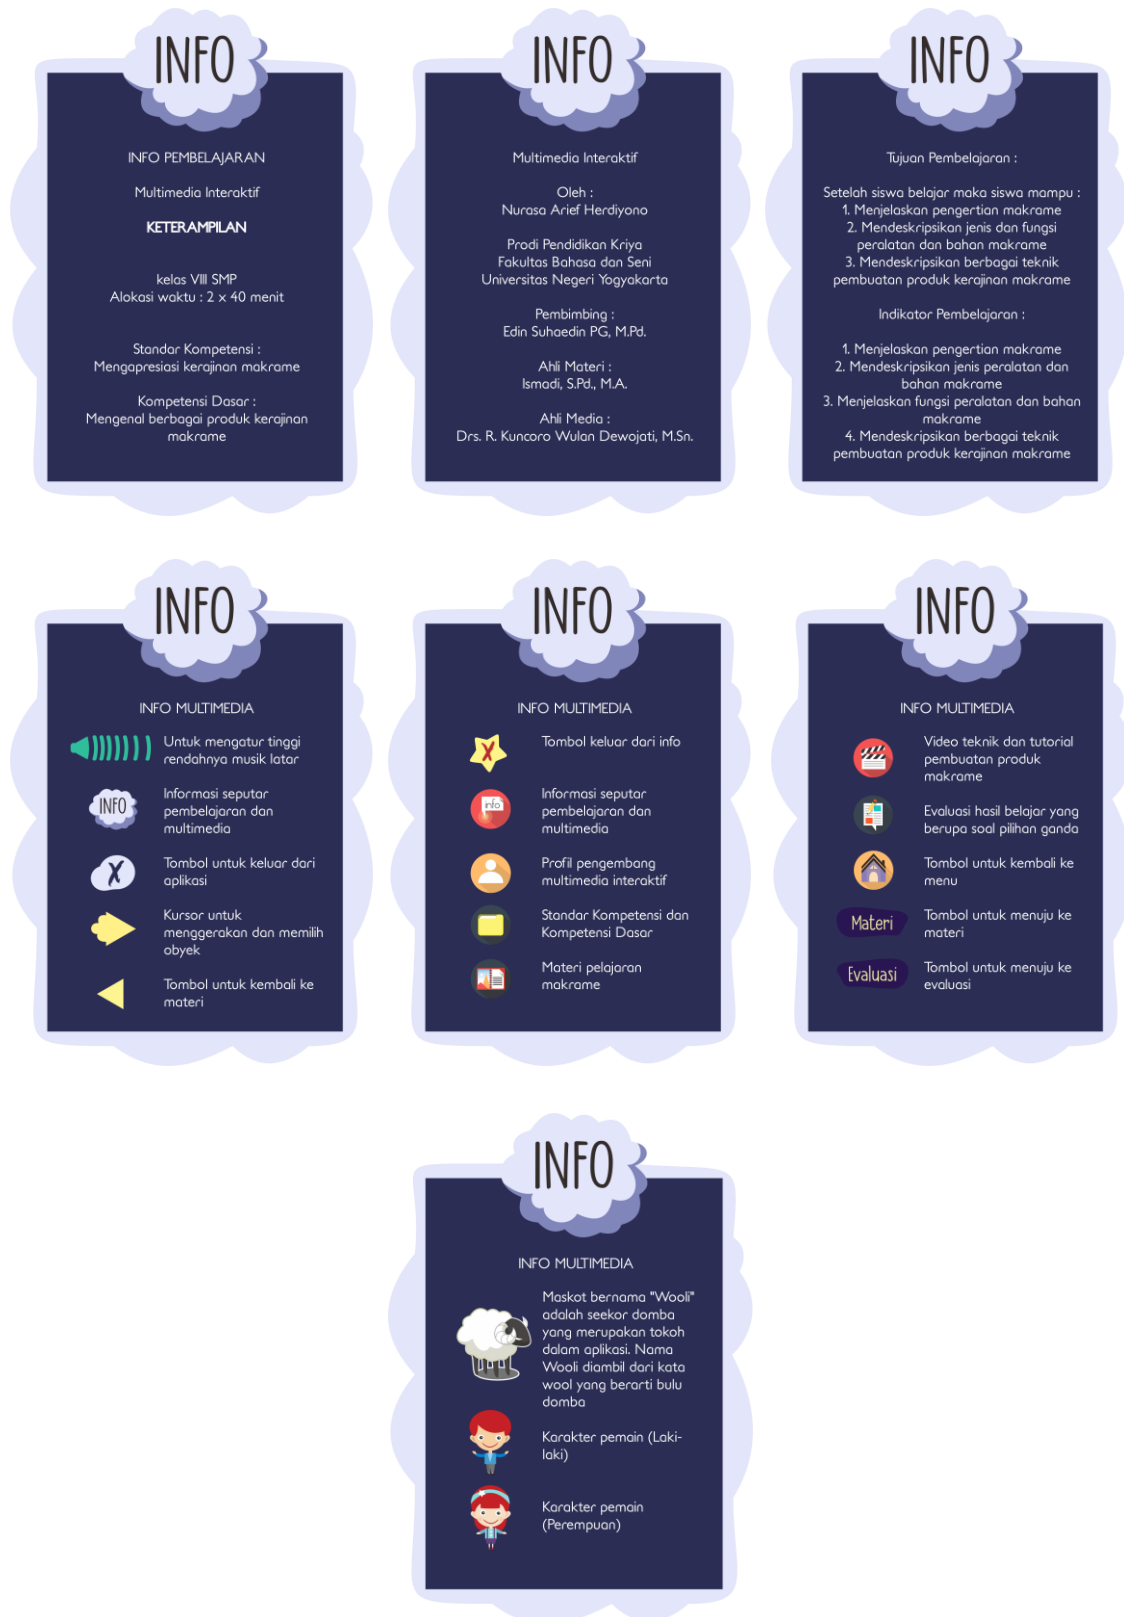 INFO
INFO PEMBELAJARAN
Multimedia Interaktif
KETERAMPILAN
kelas VIII SMP
Alokasi waktu : 2 x 40 menit
Standar Kompetensi :
Mengapresiasi kerajinan makrame
Kompetensi Dasar :
Mengenal berbagai produk kerajinan
makrame
INFO
Multimedia Interaktif
Oleh :
Nurasa Arief Herdiyono
Prodi Pendidikan Kriya
Fakultas Bahasa dan Seni
Universitas Negeri Yogyakarta
Pembimbing :
Edin Suhaedin PG, M.Pd.
Ahli Materi :
Ismadi, S.Pd., M.A.
Ahli Media :
Drs. R. Kuncoro Wulan Dewojati, M.Sn.
INFO
Tujuan Pembelajaran :
Setelah siswa belajar maka siswa mampu :
1. Menjelaskan pengertian makrame
2. Mendeskripsikan jenis dan fungsi
peralatan dan bahan makrame
3. Mendeskripsikan berbagai teknik
pembuatan produk kerajinan makrame
Indikator Pembelajaran :
1. Menjelaskan pengertian makrame
2. Mendeskripsikan jenis peralatan dan
bahan makrame
3. Menjelaskan fungsi peralatan dan bahan
makrame
4. Mendeskripsikan berbagai teknik
pembuatan produk kerajinan makrame
INFO
INFO MULTIMEDIA
Untuk mengatur tinggi
rendahnya musik latar
INFO
Informasi seputar
pembelajaran dan
multimedia
X
Tombol untuk keluar dari
aplikasi
Kursor untuk
menggerakan dan memilih
obyek
Tombol untuk kembali ke
materi
INFO
INFO MULTIMEDIA
X
Tombol keluar dari info
info
Informasi seputar
pembelajaran dan
multimedia
Profil pengembang
multimedia interaktif
Standar Kompetensi dan
Kompetensi Dasar
Materi pelajaran
makrame
INFO
INFO MULTIMEDIA
Video teknik dan tutorial
pembuatan produk
makrame
Evaluasi hasil belajar yang
berupa soal pilihan ganda
Tombol untuk kembali ke
menu
Materi
Tombol untuk menuju ke
materi
Evaluasi
Tombol untuk menuju ke
evaluasi
INFO
INFO MULTIMEDIA
Maskot bernama "Wooli"
adalah seekor domba
yang merupakan tokoh
dalam aplikasi. Nama
Wooli diambil dari kata
wool yang berarti bulu
domba
Karakter pemain (Laki-
laki)
Karakter pemain
(Perempuan)